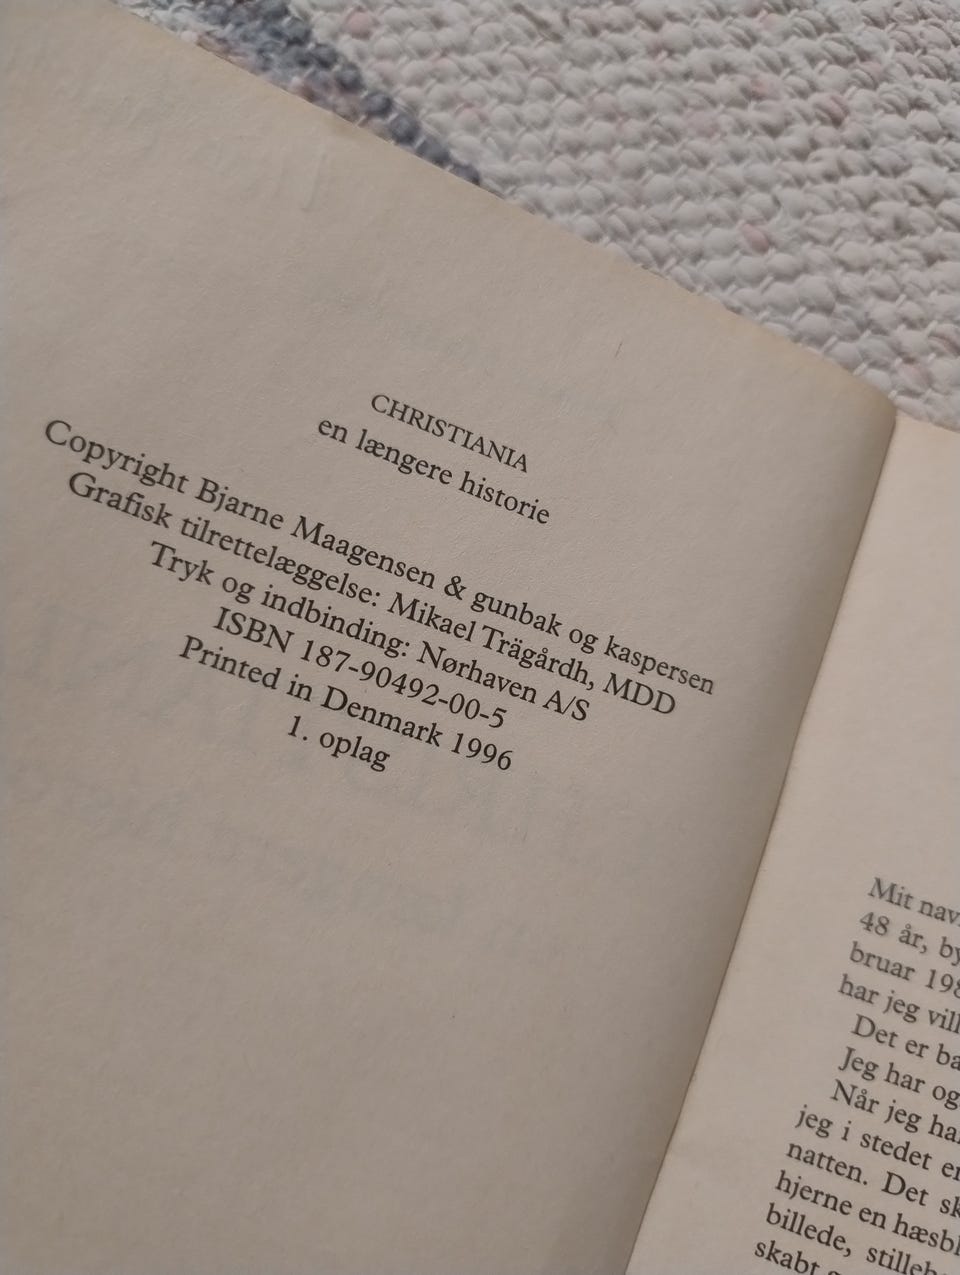 CHRISTIANIA
en længere historie
Copyright Bjarne Maagensen & gunbak og kaspersen
Grafisk tilrettelæggelse: Mikael Trägårdh, MDD
Tryk og indbinding: Nørhaven A/S
ISBN 187-90492-00-5
Printed in Denmark 1996
1. oplag
Mit nav
48 år, by
bruar 198
har jeg vill
Det er ba
Jeg har og
Når jeg ha
jeg i stedet e
natten. Det sk
hjerne en hæsbl
billede, stilleb
skabt